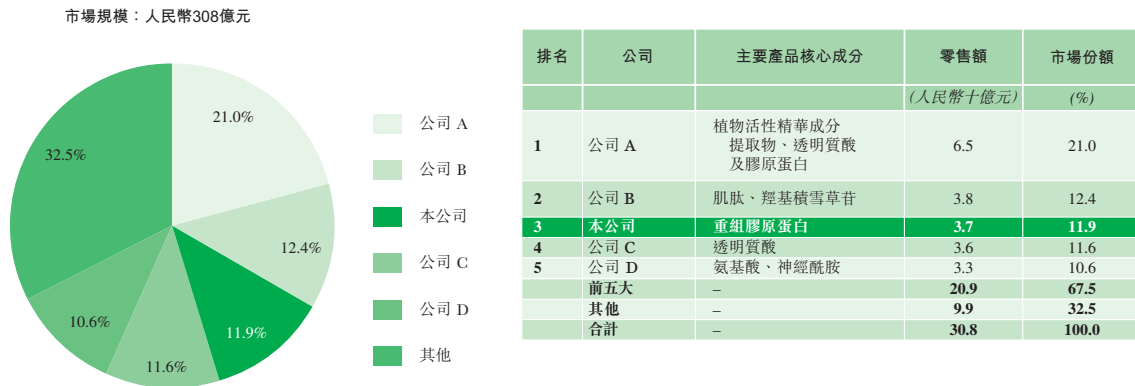 市場規模：人民幣308億元
21.0%
12.4%
11.9%
11.6%
10.6%
32.5%
公司 A
公司 B
本公司
公司 C
公司 D
其他
排名 公司 主要產品核心成分 零售額 市場份額
(人民幣十億元) (%)
1 公司 A 植物活性精華成分 6.5 21.0
提取物、透明質酸
及膠原蛋白
2 公司 B 肌肽、羥基積雪草苷 3.8 12.4
3 本公司 重組膠原蛋白 3.7 11.9
4 公司 C 透明質酸 3.6 11.6
5 公司 D 氨基酸、神經酰胺 3.3 10.6
前五大 – 20.9 67.5
其他 – 9.9 32.5
合計 – 30.8 100.0